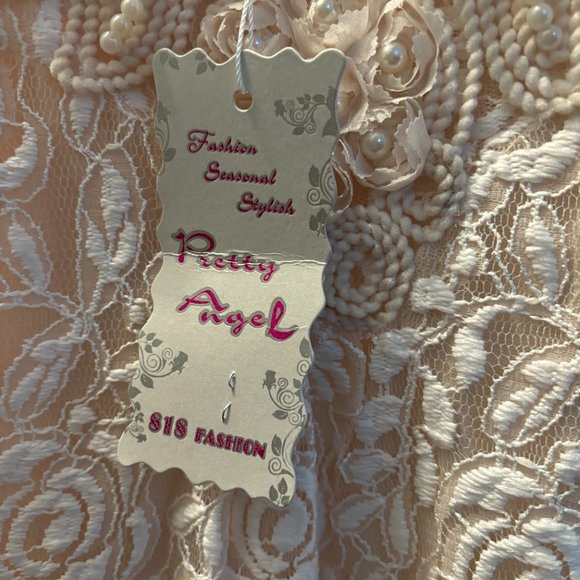 Fashion
Seasonal
Stylish
Pretty
Angel
818 FASHION